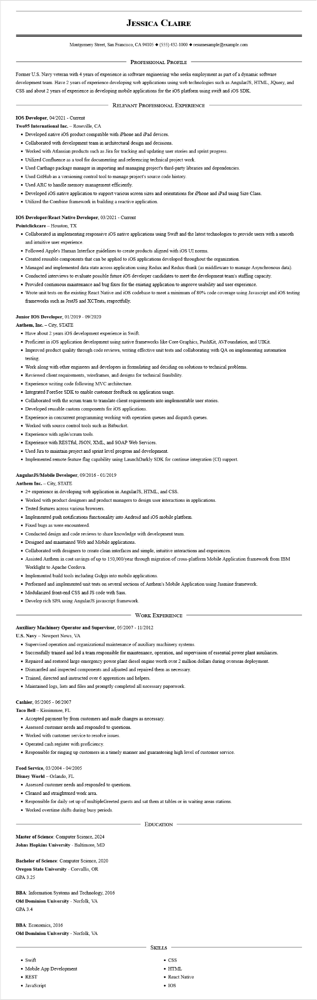 Jessica Claire
Montgomery Street, San Francisco, CA 94105 ◆ (555) 432-1000 ◆ resumesample@example.com
Professional Profile
Former U.S. Navy veteran with 4 years of experience in software engineering who seeks employment as part of a dynamic software
development team. Have 2 years of experience developing web applications using web technologies such as AngularJS, HTML, JQuery, and
CSS and about 2 years of experience in developing mobile applications for the iOS platform using swift and iOS SDK.
Relevant Professional Experience
IOS Developer, 04/2021 - Current
Two95 International Inc. – Roseville, CA
• Developed native iOS product compatible with iPhone and iPad devices.
• Collaborated with development team in architectural design and decisions.
• Worked with Atlassian products such as Jira for tracking and updating user stories and sprint progress.
• Utilized Confluence as a tool for documenting and referencing technical project work.
• Used Carthage package manager in importing and managing project's third-party libraries and dependencies.
• Used GitHub as a versioning control tool to manage project's source code history.
• Used ARC to handle memory management efficiently.
• Developed iOS native application to support various screen sizes and orientations for iPhone and iPad using Size Class.
• Utilized the Combine framework in building a reactive application.
IOS Developer/React Native Developer, 03/2021 - Current
Pointclickcare – Houston, TX
• Collaborated in implementing responsive iOS native applications using Swift and the latest technologies to provide users with a smooth
and intuitive user experience.
• Followed Apple's Human Interface guidelines to create products aligned with iOS UI norms.
• Created reusable components that can be applied to iOS applications developed throughout the organization.
• Managed and implemented data state across application using Redux and Redux-thunk (as middleware to manage Asynchronous data).
• Conducted interviews to evaluate possible future iOS developer candidates to meet the development team's staffing capacity.
• Provided continuous maintenance and bug fixes for the existing application to improve usability and user experience.
• Wrote unit tests on the existing React Native and iOS codebase to meet a minimum of 80% code coverage using Javascript and iOS testing
frameworks such as JestJS and XCTests, respectfully.
Junior IOS Developer, 01/2019 - 09/2020
Anthem, Inc. – City, STATE
• Have about 2 years iOS development experience in Swift.
• Proficient in iOS application development using native frameworks like Core Graphics, PushKit, AVFoundation, and UIKit.
• Improved product quality through code reviews, writing effective unit tests and collaborating with QA on implementing automation
testing.
• Work along with other engineers and developers in formulating and deciding on solutions to technical problems.
• Reviewed client requirements, wireframes, and designs for technical feasibility.
• Experience writing code following MVC architecture.
• Integrated ForeSee SDK to enable customer feedback on application usage.
• Collaborated with the scrum team to translate client requirements into implementable user stories.
• Developed reusable custom components for iOS applications.
• Experience in concurrent programming working with operation queues and dispatch queues.
• Worked with source control tools such as Bitbucket.
• Experience with agile/scrum tools.
• Experience with RESTful, JSON, XML, and SOAP Web Services.
• Used Jira to maintain project and sprint level progress and development.
• Implemented remote feature flag capability using LaunchDarkly SDK for continue integration (CI) support.
AngularJS/Mobile Developer, 09/2016 - 01/2019
Anthem Inc. – City, STATE
• 2+ experience in developing web application in AngularJS, HTML, and CSS.
• Worked with product designers and product managers to design user interactions in applications.
• Tested features across various browsers.
• Implemented push notifications functionality into Android and iOS mobile platform.
• Fixed bugs as were encountered.
• Conducted design and code reviews to share knowledge with development team.
• Designed and maintained Web and Mobile applications.
• Collaborated with designers to create clean interfaces and simple, intuitive interactions and experiences.
• Assisted Anthem in cost savings of up to 150,000/year through migration of cross-platform Mobile Application framework from IBM
Worklight to Apache Cordova.
• Implemented build tools including Gulpjs into mobile applications.
• Performed and implemented unit tests on several sections of Anthem's Mobile Application using Jasmine framework.
• Modularized front-end CSS and JS code with Sass.
• Develop rich SPA using AngularJS javascript framework.
Work Experience
Auxiliary Machinery Operator and Supervisor, 05/2007 - 11/2012
U.S. Navy – Newport News, VA
• Supervised operation and organizational maintenance of auxiliary machinery systems.
• Successfully trained and led a team responsible for maintenance, operation, and supervision of essential power plant auxiliaries.
• Repaired and restored large emergency power plant diesel engine worth over 2 million dollars during overseas deployment.
• Dismantled and inspected components and adjusted and repaired them as necessary.
• Trained, directed and instructed over 6 apprentices and helpers.
• Maintained logs, lists and files and promptly completed all necessary paperwork.
Cashier, 05/2005 - 06/2007
Taco Bell – Kissimmee, FL
• Accepted payment by from customers and made changes as necessary.
• Assessed customer needs and responded to questions.
• Worked with customer service to resolve issues.
• Operated cash register with proficiency.
• Responsible for ringing up customers in a timely manner and guaranteeing high level of customer service.
Food Service, 03/2004 - 04/2005
Disney World – Orlando, FL
• Assessed customer needs and responded to questions.
• Cleaned and straightened work area.
• Responsible for daily set up of multipleGreeted guests and sat them at tables or in waiting areas stations.
• Worked overtime shifts during busy periods.
Education
Master of Science: Computer Science, 2024
Johns Hopkins University - Baltimore, MD
Bachelor of Science: Computer Science, 2020
Oregon State University - Corvallis, OR
GPA 3.25
BBA: Information Systems and Technology, 2016
Old Dominion University - Norfolk, VA
GPA 3.4
BBA: Economics, 2016
Old Dominion University - Norfolk, VA
Skills
• Swift
• Mobile App Development
• REST
• JavaScript
• CSS
• HTML
• React Native
• IOS